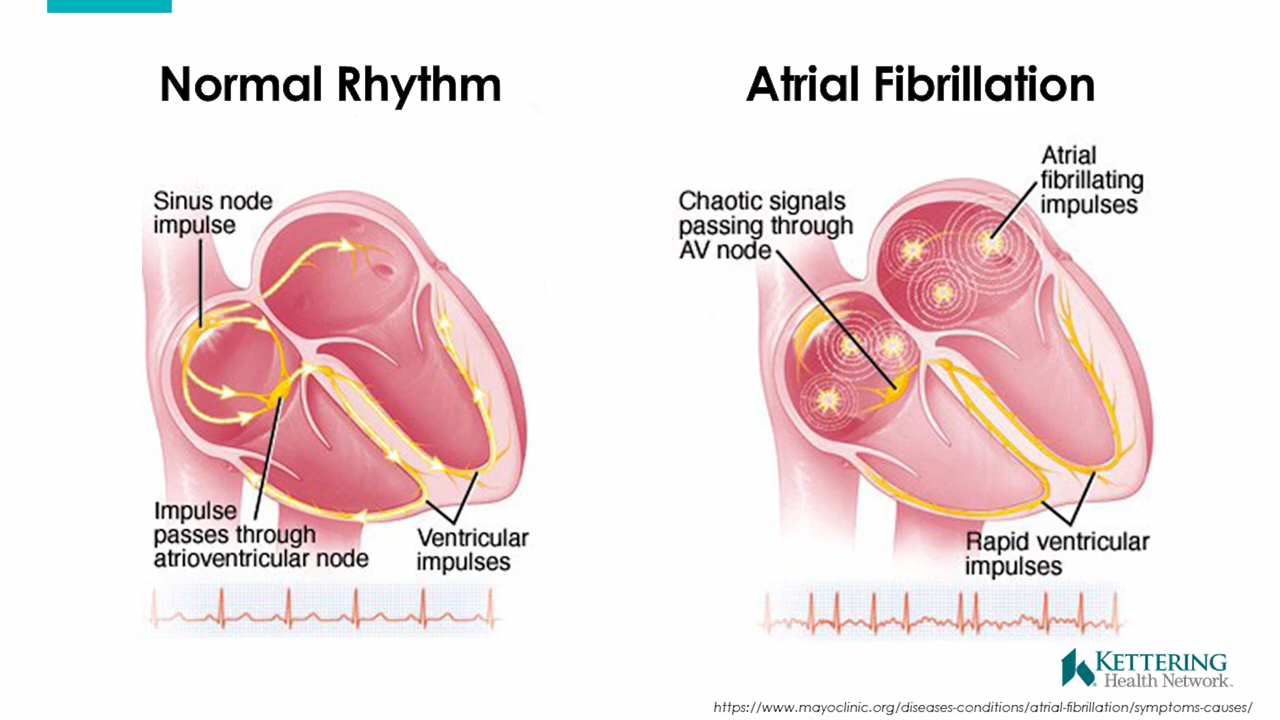 Normal Rhythm
Atrial Fibrillation
Sinus node
impulse
Impulse
passes through
atrioventricular node
Ventricular
impulses
Atrial
fibrillating
impulses
Chaotic signals
passing through
AV node
Rapid ventricular
impulses
KETTERING
Health Network™
https://www.mayoclinic.org/diseases-conditions/atrial-fibrillation/symptoms-causes/